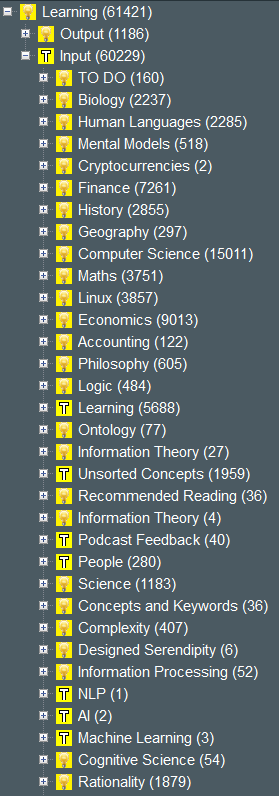 Learning (61421)
Output (1186)
T Input (60229)
TO DO (160)
Biology (2237)
Human Languages (2285)
Mental Models (518)
Cryptocurrencies (2)
Finance (7261)
History (2855)
Geography (297)
Computer Science (15011)
Maths (3751)
Linux (3857)
Economics (9013)
Accounting (122)
Philosophy (605)
Logic (484)
T Learning (5688)
Ontology (77)
Information Theory (27)
T Unsorted Concepts (1959)
Recommended Reading (36)
Information Theory (4)
T Podcast Feedback (40)
T People (280)
Science (1183)
Concepts and Keywords (36)
Complexity (407)
Designed Serendipity (6)
Information Processing (52)
T NLP (1)
T AI (2)
T Machine Learning (3)
Cognitive Science (54)
Rationality (1879)